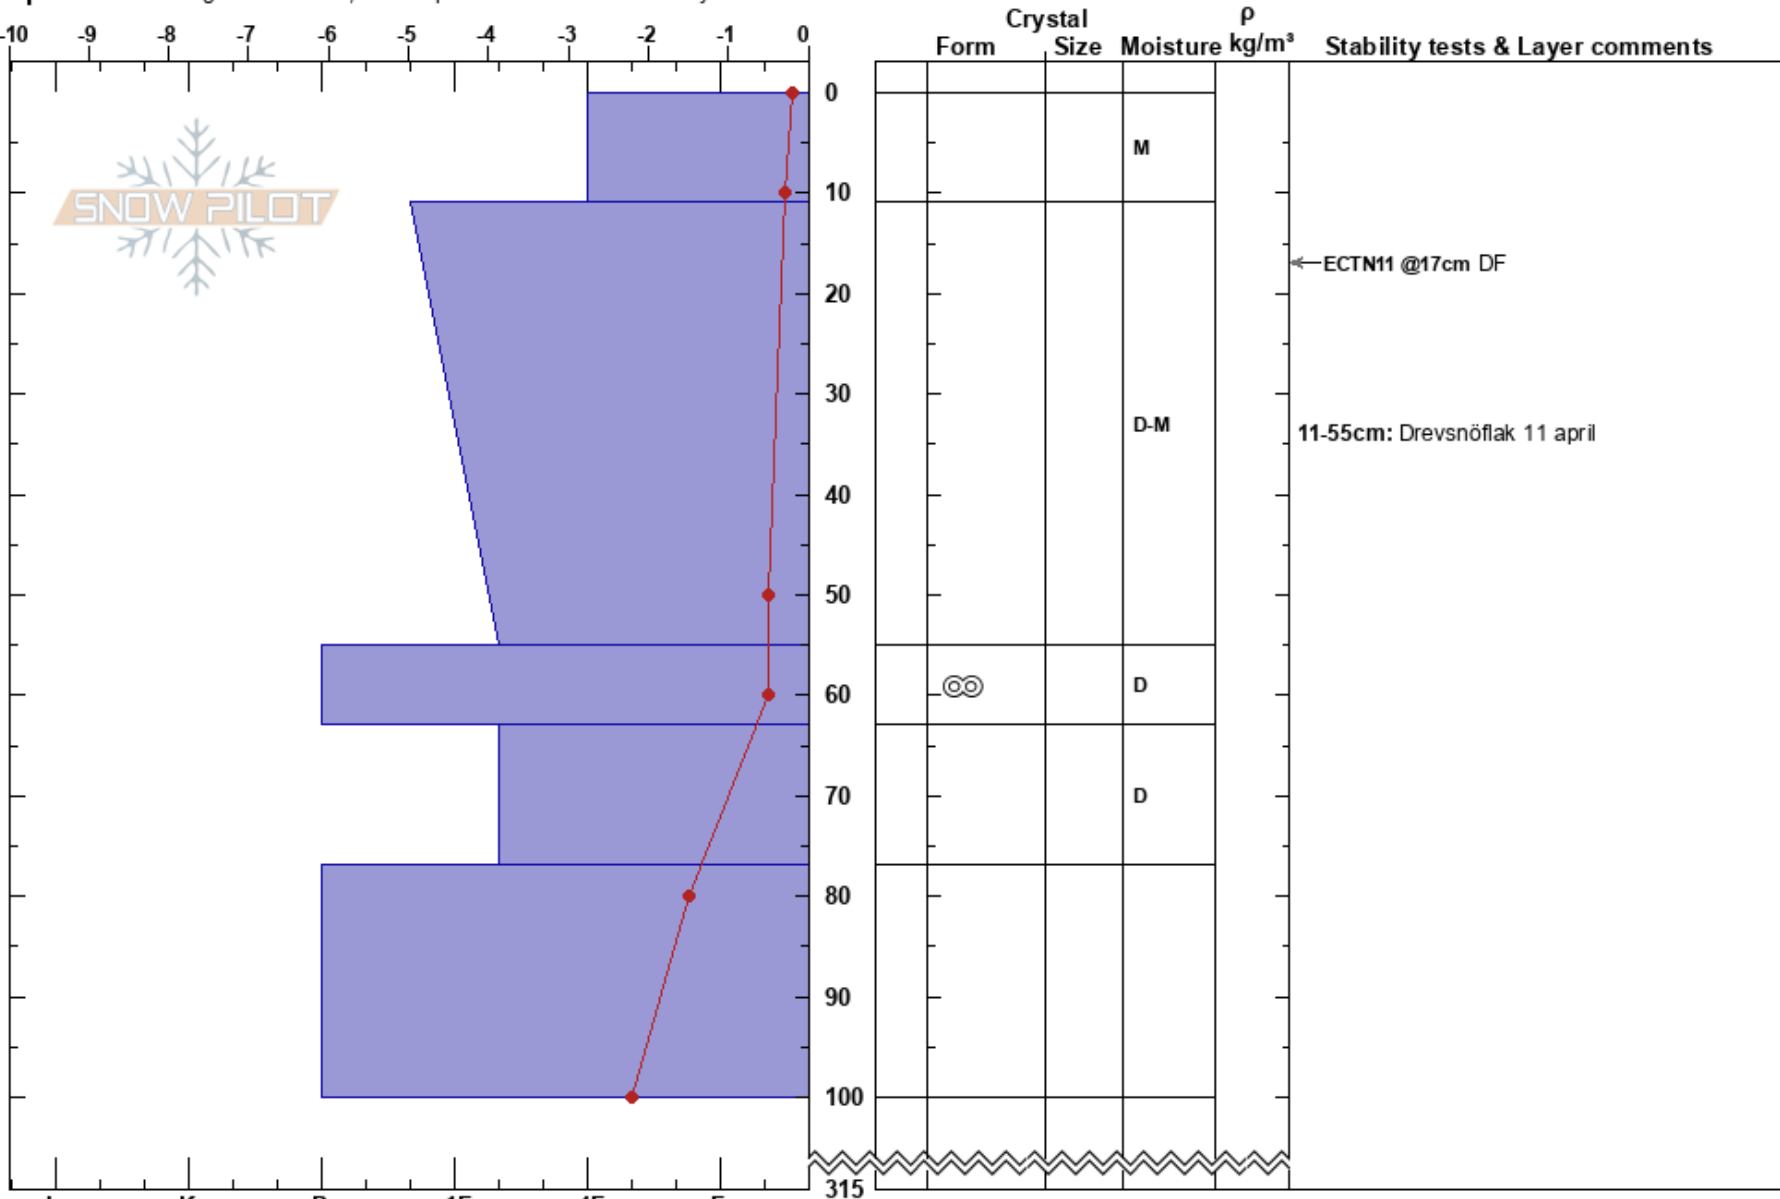 Crystal ρ
-10 -9 -8 -7 -6 -5 -4 -3 -2 -1 0 Form Size Moisture kg/m³ Stability tests & Layer comments
0
M
10
SNOW PILOT
ECTN11 @17cm DF
20
30
D-M
11-55cm: Drevsnöflak 11 april
40
50
D
60
70
D
80
90
100
315